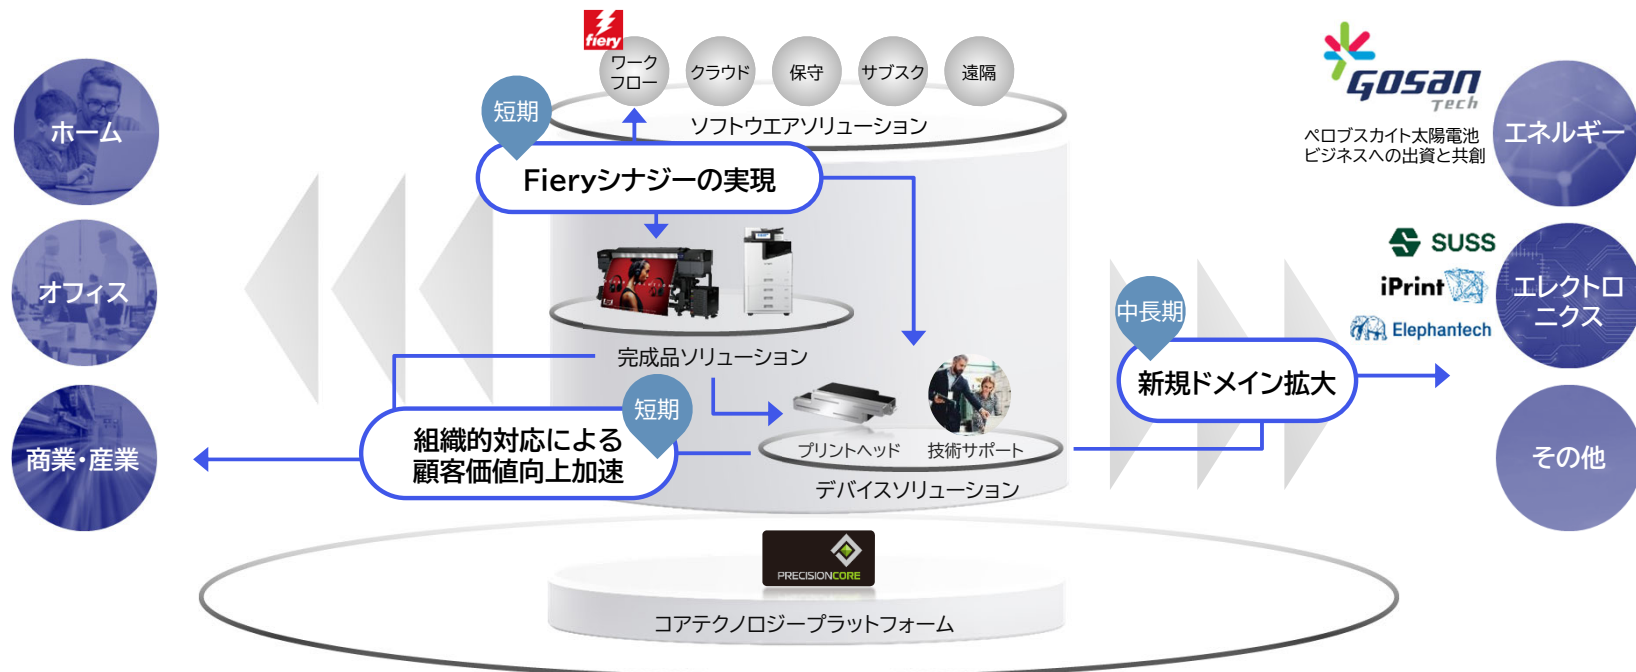 fiery
ワーク
フロー
クラウド
保守
サブスク
遠隔
ソフトウエアソリューション
短期
Fieryシナジーの実現
ホーム
オフィス
商業・産業
完成品ソリューション
短期
組織的対応による
顧客価値向上加速
プリントヘッド
技術サポート
デバイスソリューション
PRECISIONCORE
コアテクノロジープラットフォーム
中長期
新規ドメイン拡大
GOSAN
Tech
ペロブスカイト太陽電池
ビジネスへの出資と共創
エネルギー
SUSS
iPrint
Elephantech
エレクトロ
ニクス
その他